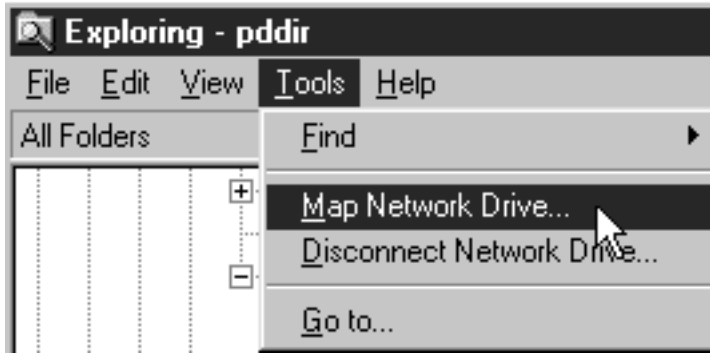 Exploring - pddir
File Edit View Tools Help
All Folders
Find
Map Network Drive...
Disconnect Network Drive...
Go to...